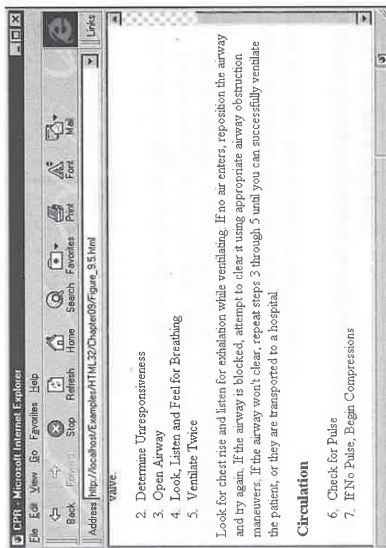 CPR - Microsoft Internet Explorer
File Edit View Go Favorites Help
Back Forward Stop Refresh Home Search Favorites Print Font Mail
Address http://localhost/Examples/HTML32/Chapter09/Figure_9.5.html Links
valve.
2. Determine Unresponsiveness
3. Open Airway
4. Look, Listen and Feel for Breathing
5. Ventilate Twice
Look for chest rise and listen for exhalation while ventilating. If no air enters, reposition the airway
and try again. If the airway is blocked, attempt to clear it using appropriate airway obstruction
maneuvers. If the airway won't clear, repeat steps 3 through 5 until you can successfully ventilate
the patient, or they are transported to a hospital
Circulation
6. Check for Pulse
7. If No Pulse, Begin Compressions